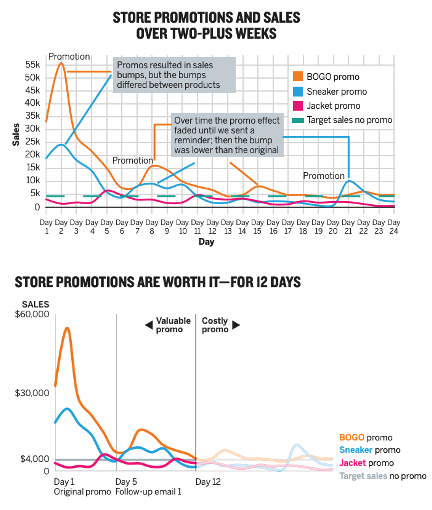 STORE PROMOTIONS AND SALES
OVER TWO-PLUS WEEKS
Promotion
Promos resulted in sales
bumps, but the bumps
differed between products
BOGO promo
Sneaker promo
Jacket promo
Target sales no promo
Over time the promo effect
faded until we sent a
reminder; then the bump
was lower than the original
Promotion
Promotion
55k
50k
45k
40k
35k
30k
25k
20k
15k
10k
5k
0
Sales
Day Day Day Day Day Day Day Day Day Day Day Day Day Day Day Day Day Day Day Day Day Day Day Day
1 2 3 4 5 6 7 8 9 10 11 12 13 14 15 16 17 18 19 20 21 22 23 24
Day
STORE PROMOTIONS ARE WORTH IT—FOR 12 DAYS
SALES
$60,000
$30,000
$4,000
0
Valuable
promo
Costly
promo
BOGO promo
Sneaker promo
Jacket promo
Target sales no promo
Day 1 Day 5 Day 12
Original promo Follow-up email 1